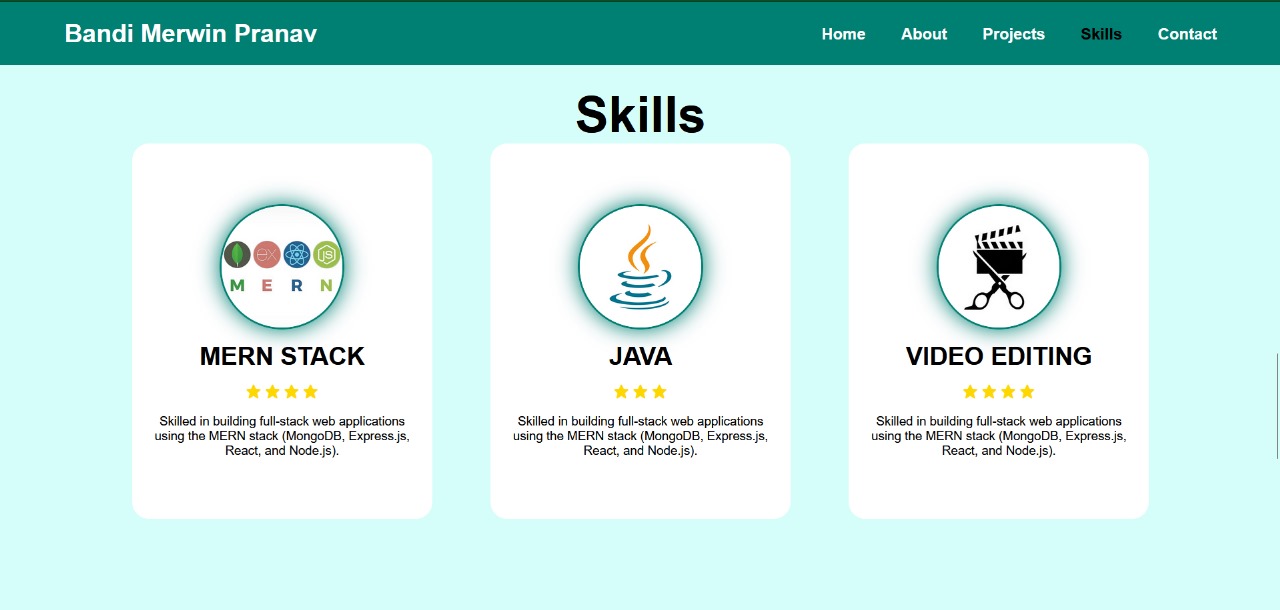 Bandi Merwin Pranav
Home About Projects Skills Contact
Skills
ex JS
M E R N
MERN STACK
Skilled in building full-stack web applications
using the MERN stack (MongoDB, Express.js,
React, and Node.js).
JAVA
Skilled in building full-stack web applications
using the MERN stack (MongoDB, Express.js,
React, and Node.js).
VIDEO EDITING
Skilled in building full-stack web applications
using the MERN stack (MongoDB, Express.js,
React, and Node.js).